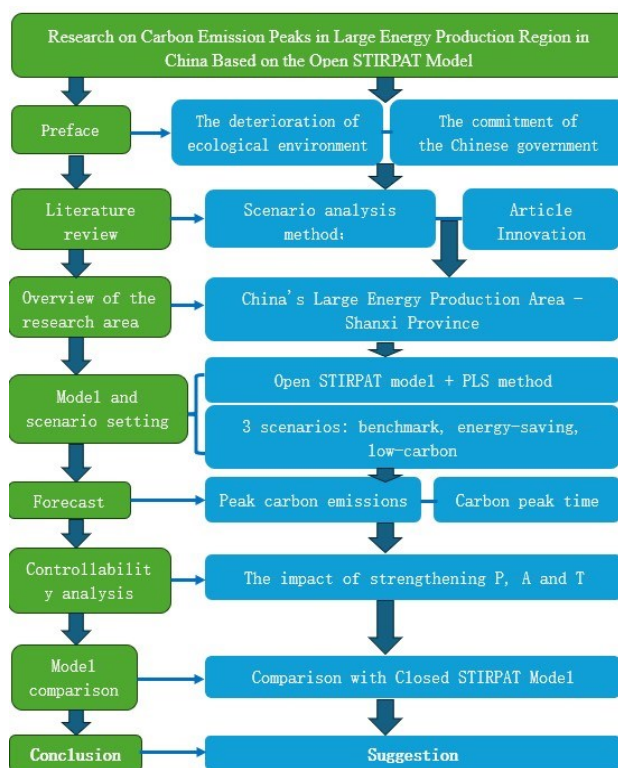 Research on Carbon Emission Peaks in Large Energy Production Region in
China Based on the Open STIRPAT Model
Preface
The deterioration of
ecological environment
The commitment of
the Chinese government
Literature
review
Scenario analysis
method;
Article
Innovation
Overview of the
research area
China's Large Energy Production Area -
Shanxi Province
Model and
scenario setting
Open STIRPAT model + PLS method
3 scenarios: benchmark, energy-saving,
low-carbon
Forecast
Peak carbon emissions
Carbon peak time
Controllabilit
y analysis
The impact of strengthening P, A and T
Model
comparison
Comparison with Closed STIRPAT Model
Conclusion
Suggestion